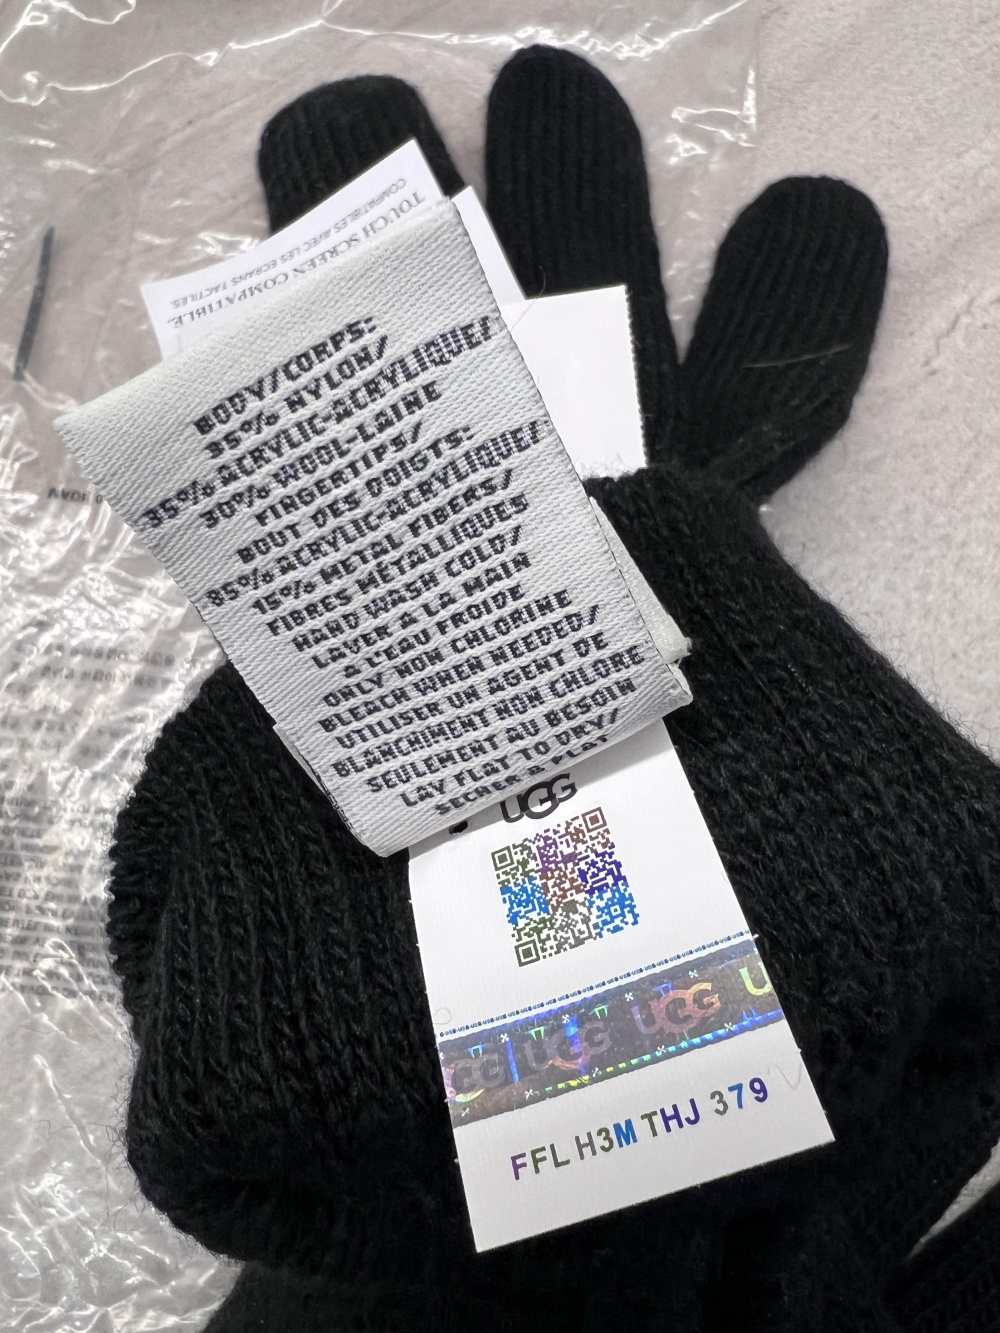 TOUCH SCREEN COMPATIBLE.
COMPATIBLES AVEC LES ECRANS TACTILES
BODY/CORPS:
35% NYLON/
35% ACRYLIC-ACRYLIQUE/
30% WOOL-LAINE
FINGERTIPS/
BOUT DES DOIGTS:
85% ACRYLIC-ACRYLIQUE/
15% METAL FIBERS/
FIBRES METALLIQUES
HAND WASH COLD/
LAVER A LA MAIN
A L'EAU FROIDE
ONLY NON CHLORINE
BLEACH WHEN NEEDED/
UTILISER UN AGENT DE
BLANCHIMENT NON CHLORE
SEULEMENT AU BESOIN
LAY FLAT TO DRY/
SECHER A PLAT
UGG
UGG UGG
FFL H3M THJ 379